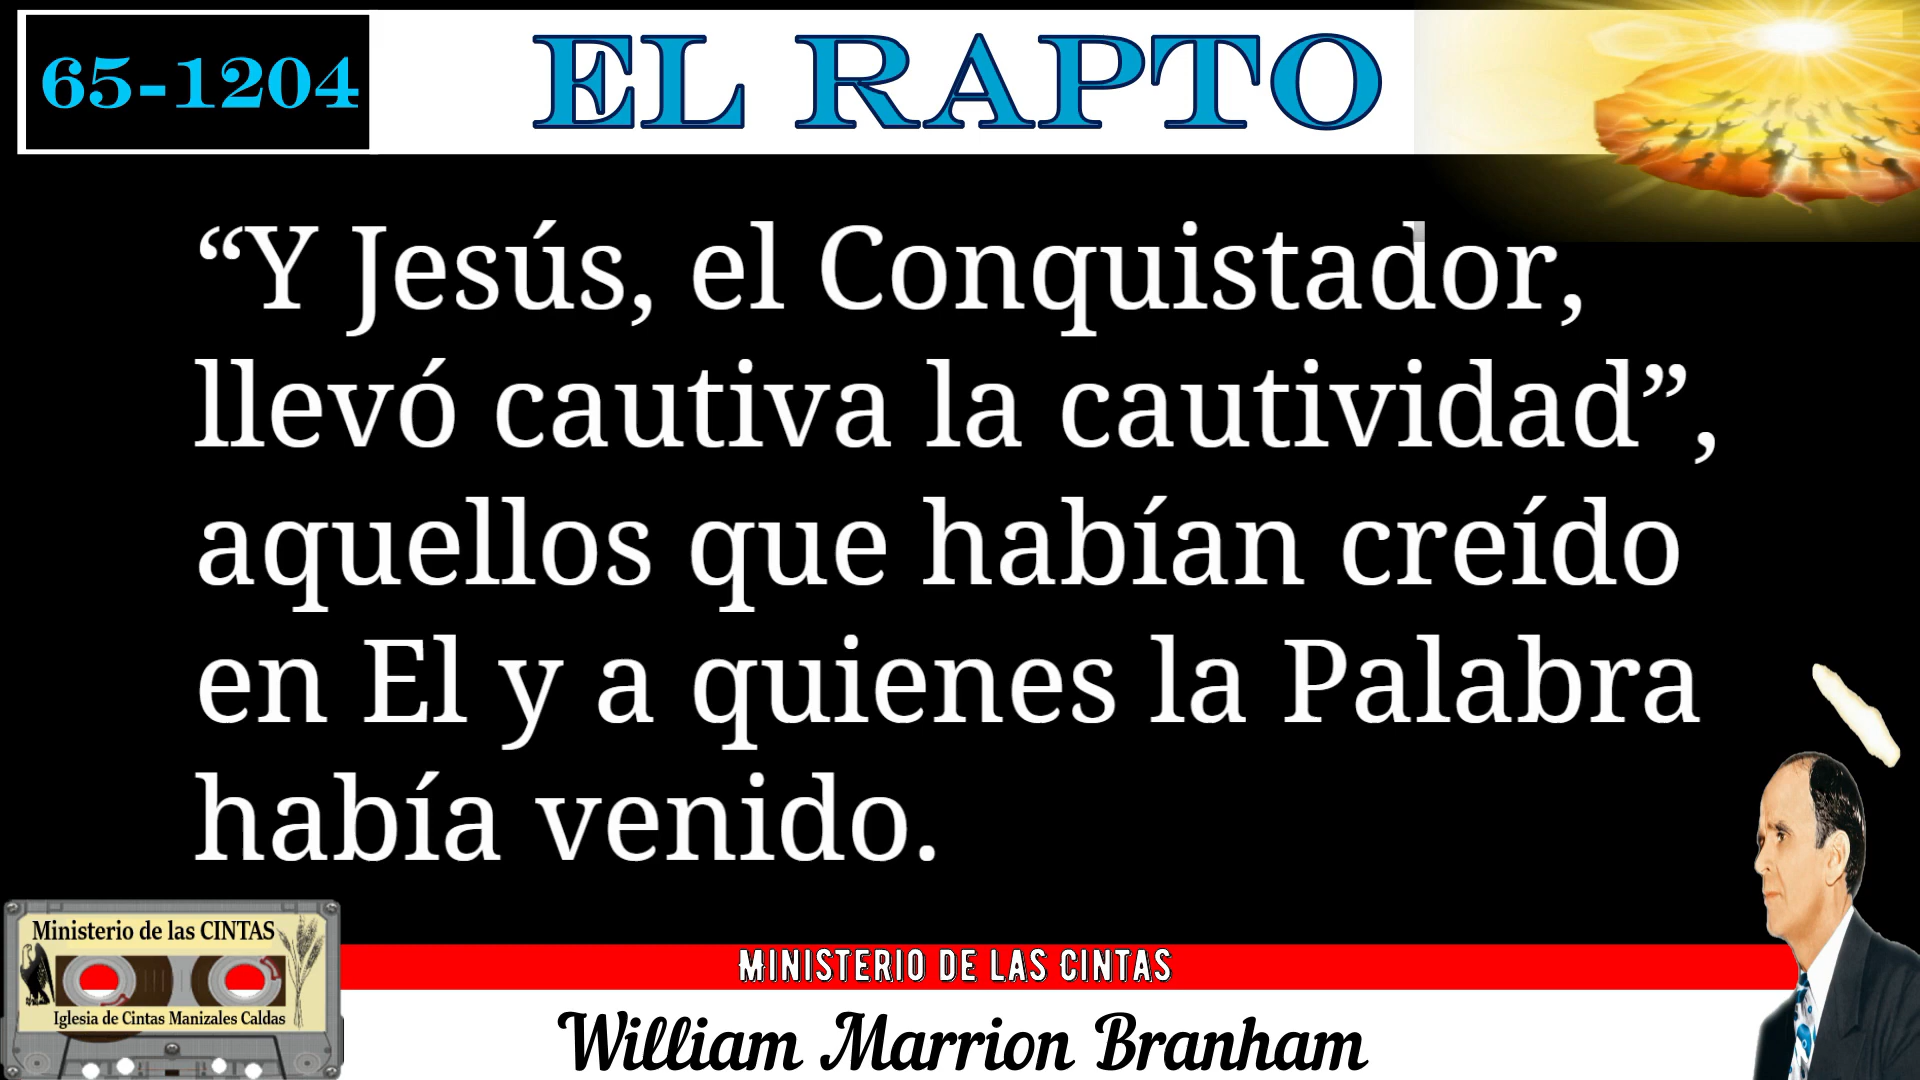 65-1204
EL RAPTO
“Y Jesús, el Conquistador,
llevó cautiva la cautividad”,
aquellos que habían creído
en El y a quienes la Palabra
había venido.
Ministerio de las CINTAS
Iglesia de Cintas Manizales Caldas
MINISTERIO DE LAS CINTAS
William Marrion Branham